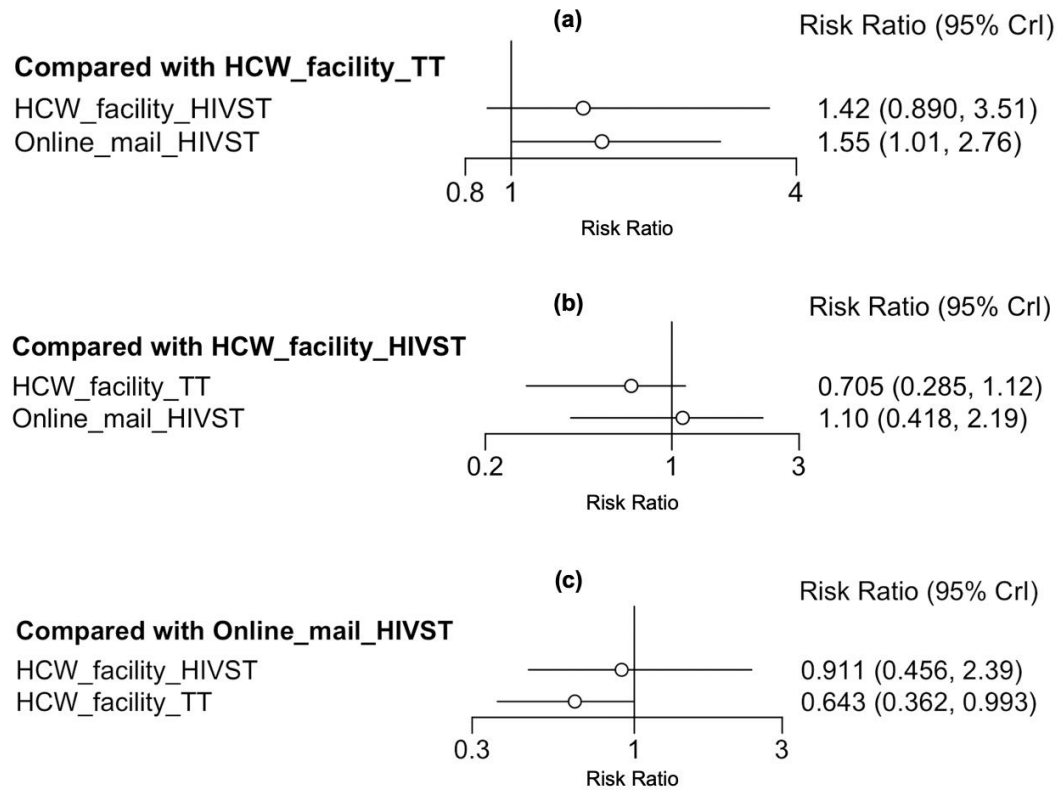 (a)
Risk Ratio (95% CrI)
Compared with HCW_facility_TT
HCW_facility_HIVST 1.42 (0.890, 3.51)
Online_mail_HIVST 1.55 (1.01, 2.76)
0.8 1 4
Risk Ratio
(b)
Risk Ratio (95% CrI)
Compared with HCW_facility_HIVST
HCW_facility_TT 0.705 (0.285, 1.12)
Online_mail_HIVST 1.10 (0.418, 2.19)
0.2 1 3
Risk Ratio
(c)
Risk Ratio (95% CrI)
Compared with Online_mail_HIVST
HCW_facility_HIVST 0.911 (0.456, 2.39)
HCW_facility_TT 0.643 (0.362, 0.993)
0.3 1 3
Risk Ratio